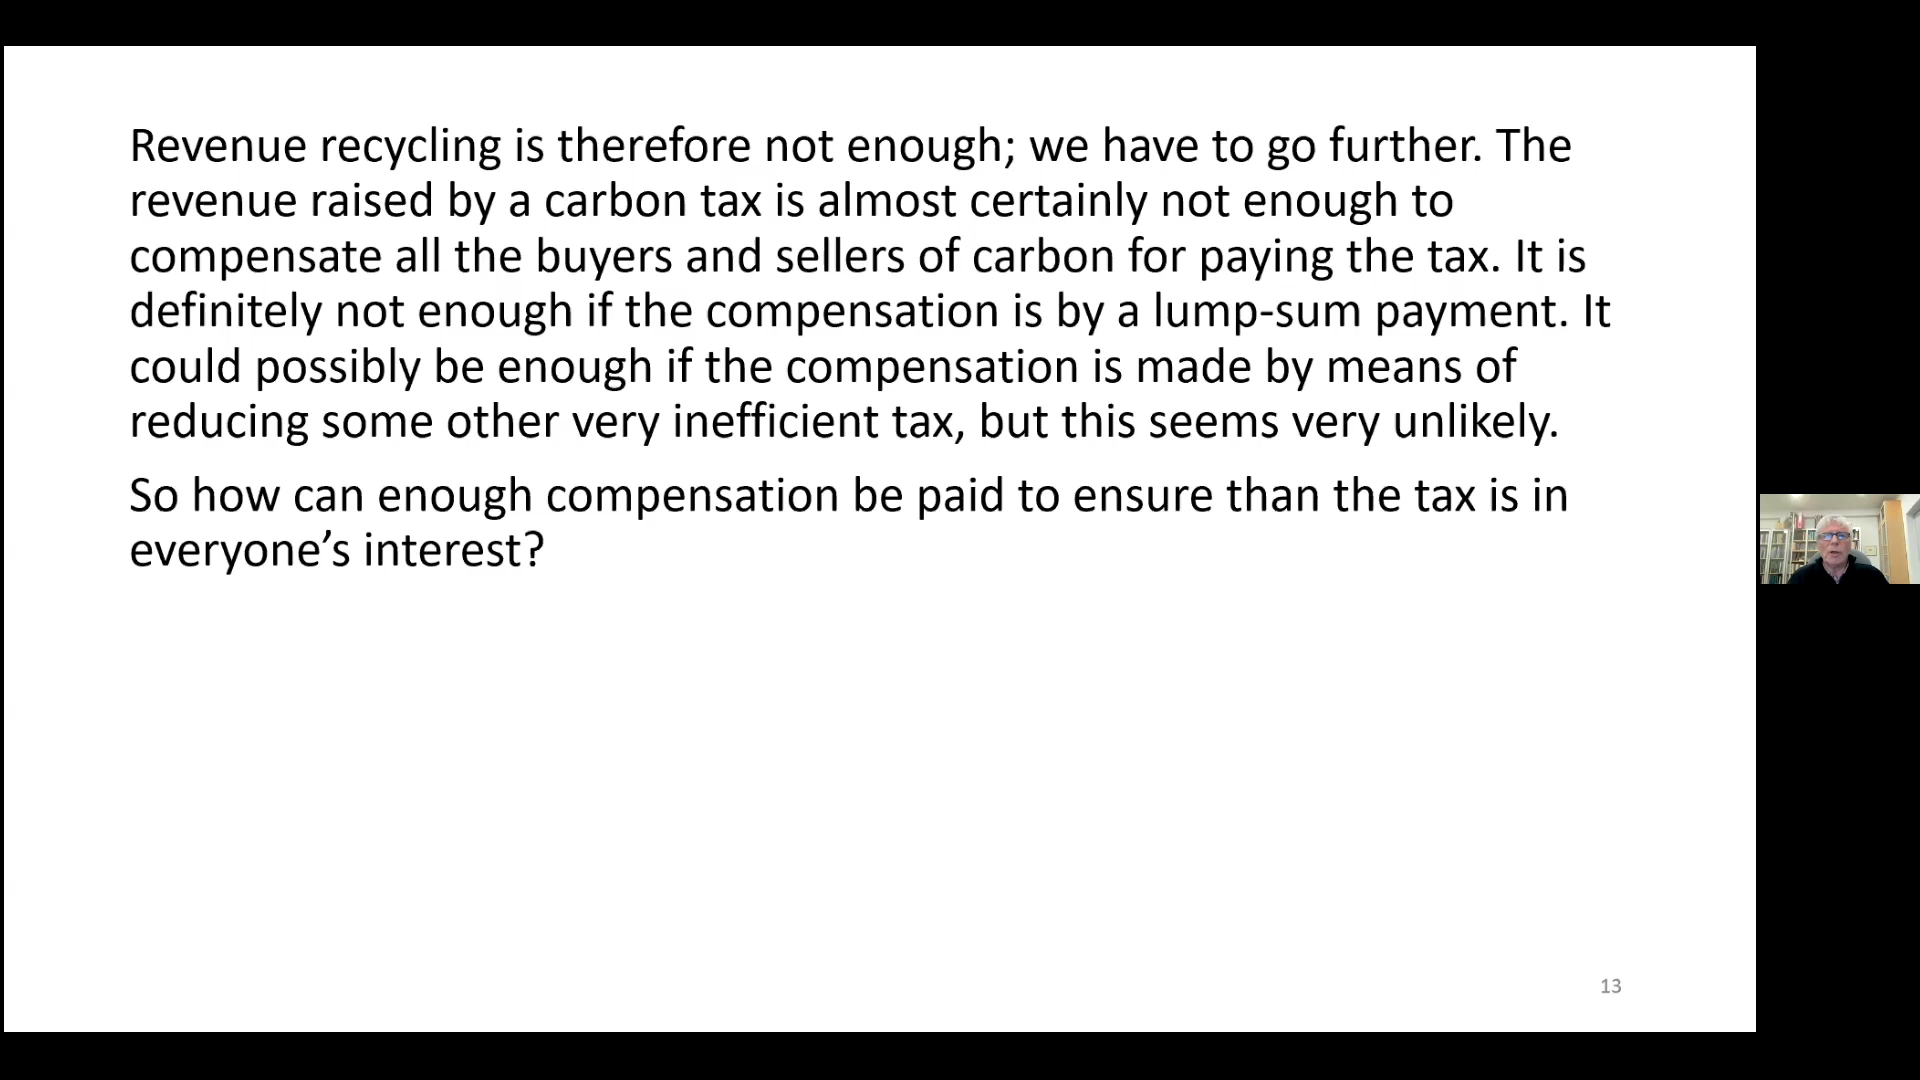 Revenue recycling is therefore not enough; we have to go further. The
revenue raised by a carbon tax is almost certainly not enough to
compensate all the buyers and sellers of carbon for paying the tax. It is
definitely not enough if the compensation is by a lump-sum payment. It
could possibly be enough if the compensation is made by means of
reducing some other very inefficient tax, but this seems very unlikely.
So how can enough compensation be paid to ensure than the tax is in
everyone’s interest?
13